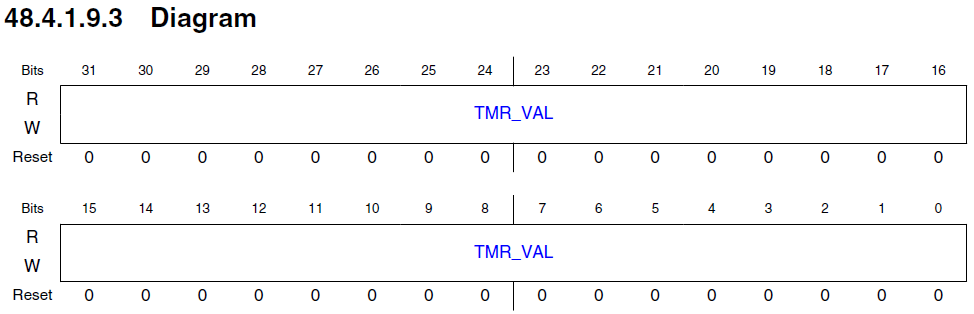 48.4.1.9.3 Diagram
Bits 31 30 29 28 27 26 25 24 23 22 21 20 19 18 17 16
R
TMR_VAL
W
Reset 0 0 0 0 0 0 0 0 0 0 0 0 0 0 0 0
Bits 15 14 13 12 11 10 9 8 7 6 5 4 3 2 1 0
R
TMR_VAL
W
Reset 0 0 0 0 0 0 0 0 0 0 0 0 0 0 0 0